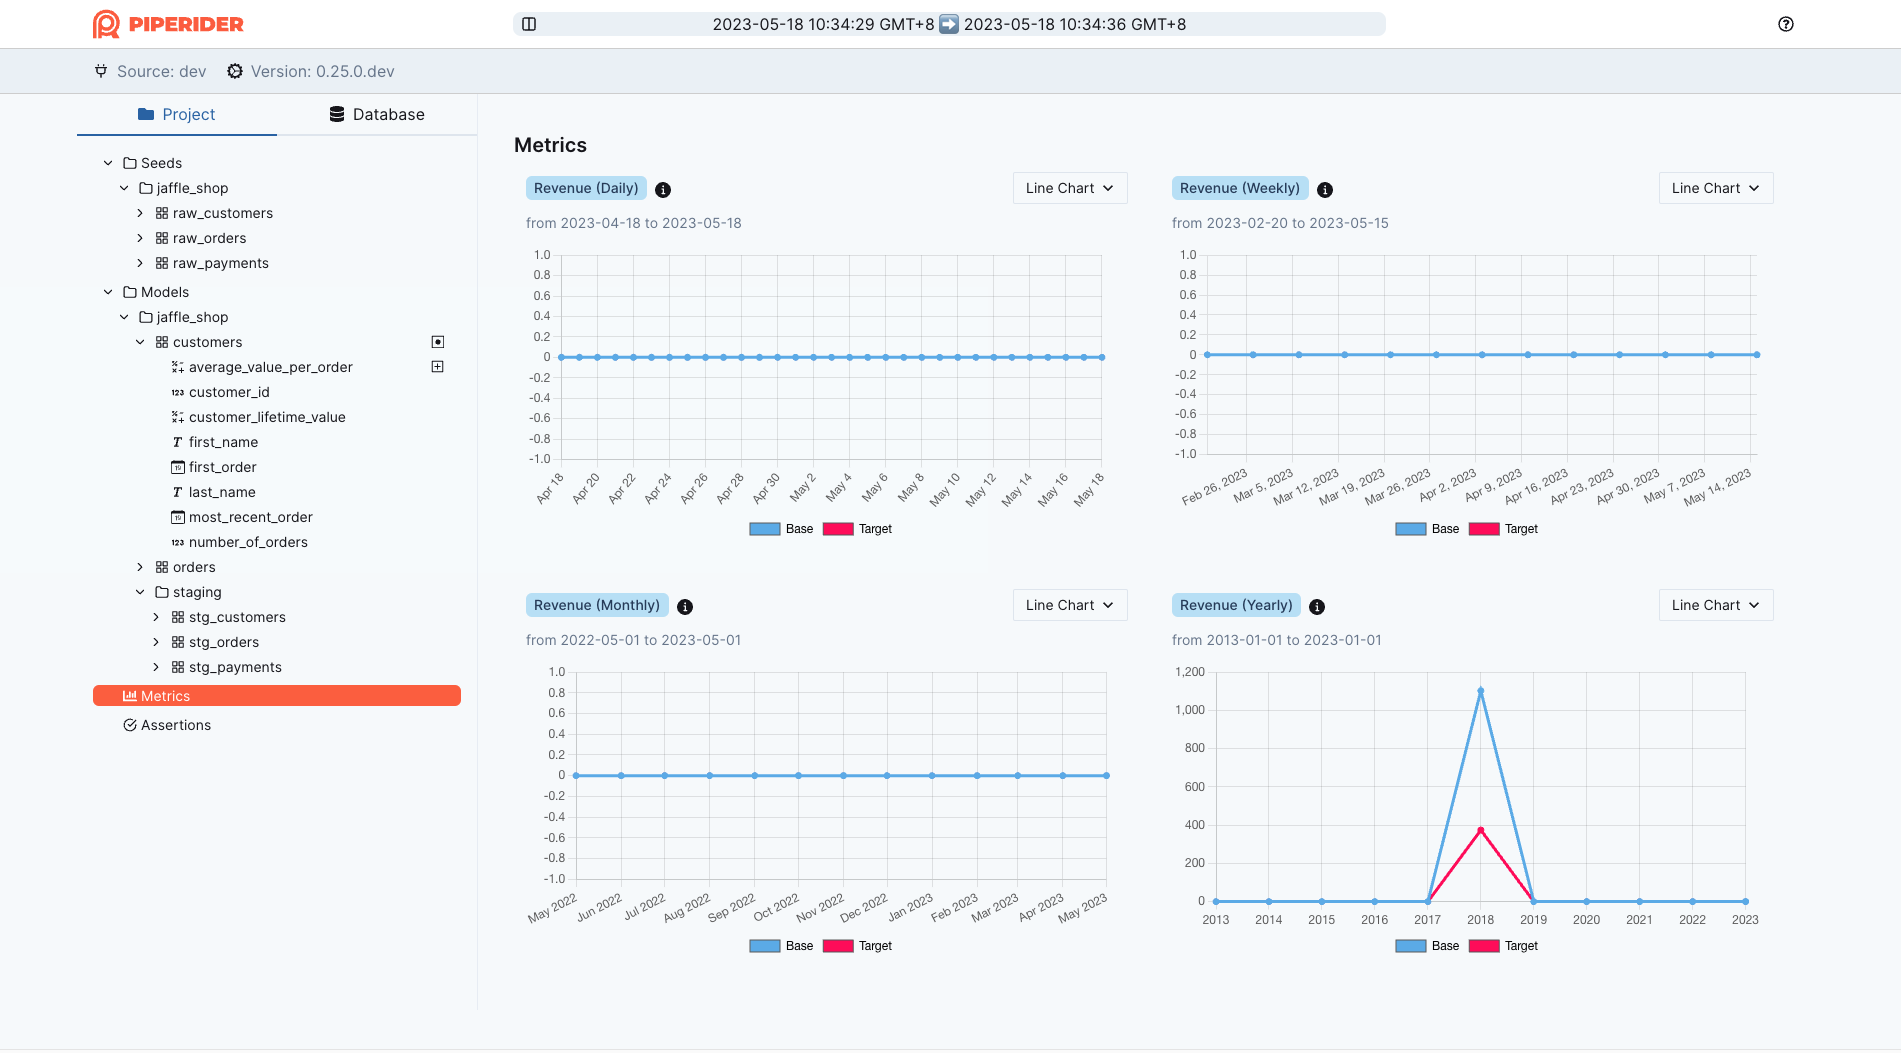 PIPERIDER
2023-05-18 10:34:29 GMT+8 ➡ 2023-05-18 10:34:36 GMT+8
Source: dev
Version: 0.25.0.dev
Project
Database
Seeds
jaffle_shop
raw_customers
raw_orders
raw_payments
Models
jaffle_shop
customers
average_value_per_order
customer_id
customer_lifetime_value
first_name
first_order
last_name
most_recent_order
number_of_orders
orders
staging
stg_customers
stg_orders
stg_payments
Metrics
Assertions
Metrics
Revenue (Daily)
Line Chart
from 2023-04-18 to 2023-05-18
1.0
0.8
0.6
0.4
0.2
0
-0.2
-0.4
-0.6
-0.8
-1.0
Apr 18
Apr 20
Apr 22
Apr 24
Apr 26
Apr 28
Apr 30
May 2
May 4
May 6
May 8
May 10
May 12
May 14
May 16
May 18
Base
Target
Revenue (Weekly)
Line Chart
from 2023-02-20 to 2023-05-15
1.0
0.8
0.6
0.4
0.2
0
-0.2
-0.4
-0.6
-0.8
-1.0
Feb 26, 2023
Mar 5, 2023
Mar 12, 2023
Mar 19, 2023
Mar 26, 2023
Apr 2, 2023
Apr 9, 2023
Apr 16, 2023
Apr 23, 2023
Apr 30, 2023
May 7, 2023
May 14, 2023
Base
Target
Revenue (Monthly)
Line Chart
from 2022-05-01 to 2023-05-01
1.0
0.8
0.6
0.4
0.2
0
-0.2
-0.4
-0.6
-0.8
-1.0
May 2022
Jun 2022
Jul 2022
Aug 2022
Sep 2022
Oct 2022
Nov 2022
Dec 2022
Jan 2023
Feb 2023
Mar 2023
Apr 2023
May 2023
Base
Target
Revenue (Yearly)
Line Chart
from 2013-01-01 to 2023-01-01
1,200
1,000
800
600
400
200
0
2013
2014
2015
2016
2017
2018
2019
2020
2021
2022
2023
Base
Target